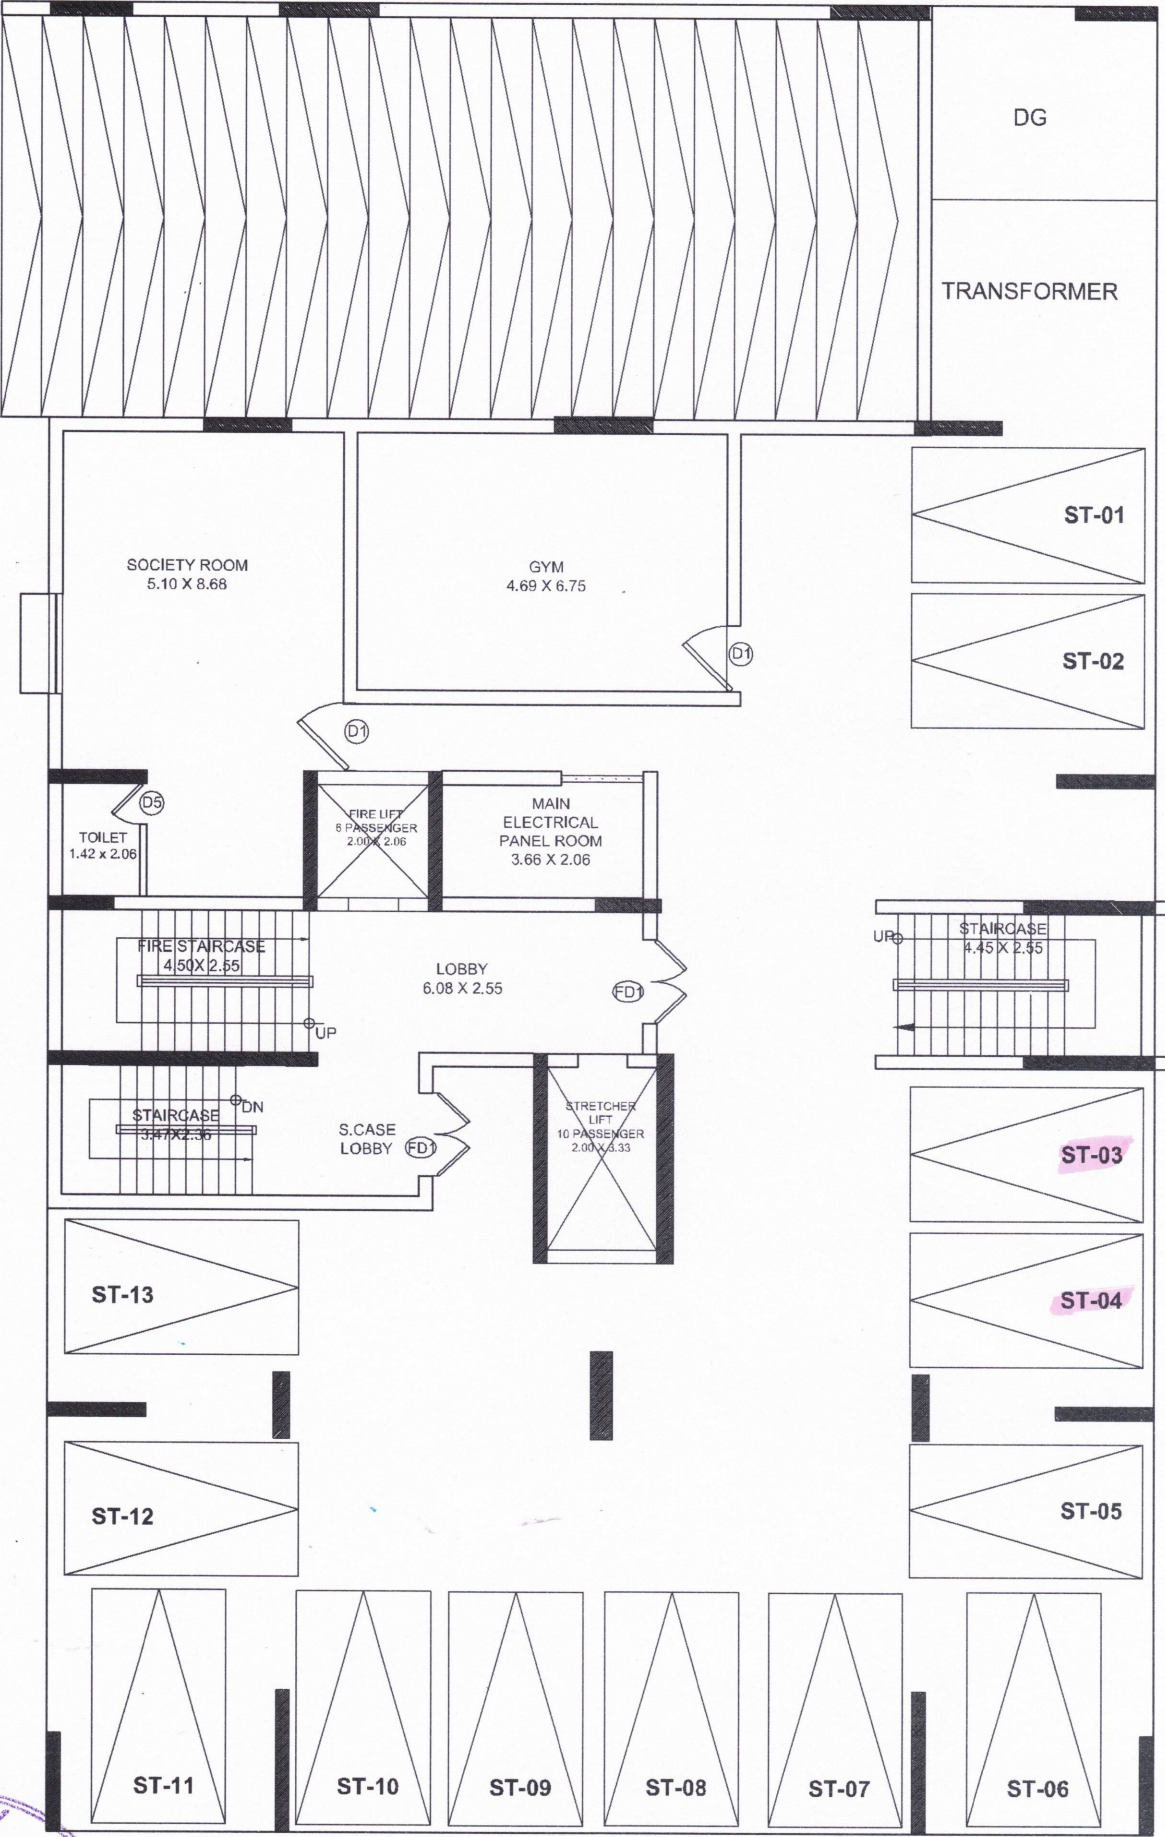 DG
TRANSFORMER
ST-01
SOCIETY ROOM
5.10 X 8.68
GYM
4.69 X 6.75
D1
ST-02
D1
D5
TOILET
1.42 x 2.06
FIRE LIFT
6 PASSENGER
2.00 X 2.06
MAIN
ELECTRICAL
PANEL ROOM
3.66 X 2.06
FIRE STAIRCASE
4.50X 2.55
UP
LOBBY
6.08 X 2.55
FD1
UP
STAIRCASE
4.45 X 2.55
STAIRCASE
3.47X2.36
DN
S.CASE
LOBBY
FD1
STRETCHER
LIFT
10 PASSENGER
2.00 X 3.33
ST-03
ST-04
ST-13
ST-12
ST-05
ST-11
ST-10
ST-09
ST-08
ST-07
ST-06